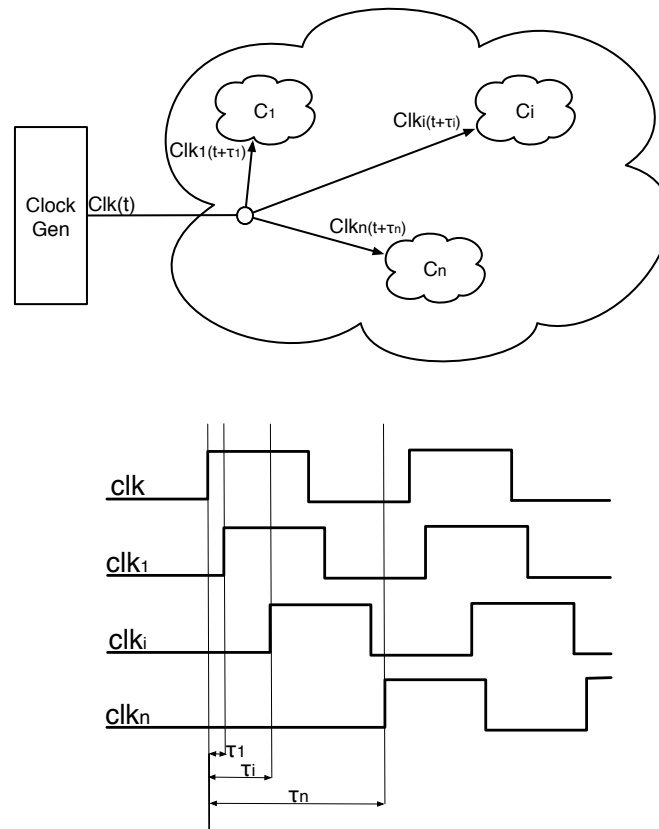 C1
Ci
Clki(t+τi)
Clk1(t+τ1)
Clock
Gen
Clk(t)
Clkn(t+τn)
Cn
clk
clk1
clki
clkn
τ1
τi
τn